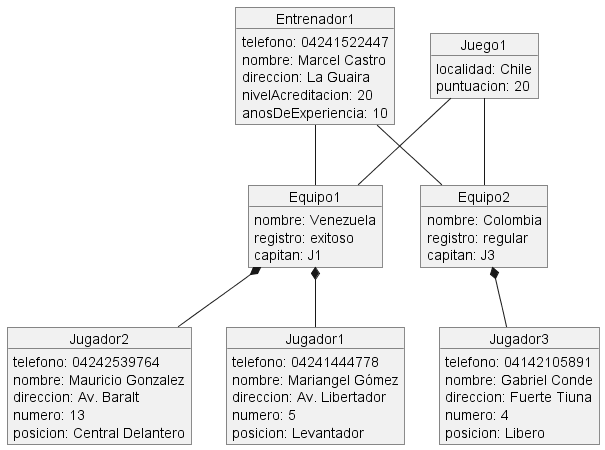 Entrenador1
telefono: 04241522447
nombre: Marcel Castro
direccion: La Guaira
nivelAcreditacion: 20
anosDeExperiencia: 10
Juego1
localidad: Chile
puntuacion: 20
Equipo1
nombre: Venezuela
registro: exitoso
capitan: J1
Equipo2
nombre: Colombia
registro: regular
capitan: J3
Jugador2
telefono: 04242539764
nombre: Mauricio Gonzalez
direccion: Av. Baralt
numero: 13
posicion: Central Delantero
Jugador1
telefono: 04241444778
nombre: Mariangel Gómez
direccion: Av. Libertador
numero: 5
posicion: Levantador
Jugador3
telefono: 04142105891
nombre: Gabriel Conde
direccion: Fuerte Tiuna
numero: 4
posicion: Libero